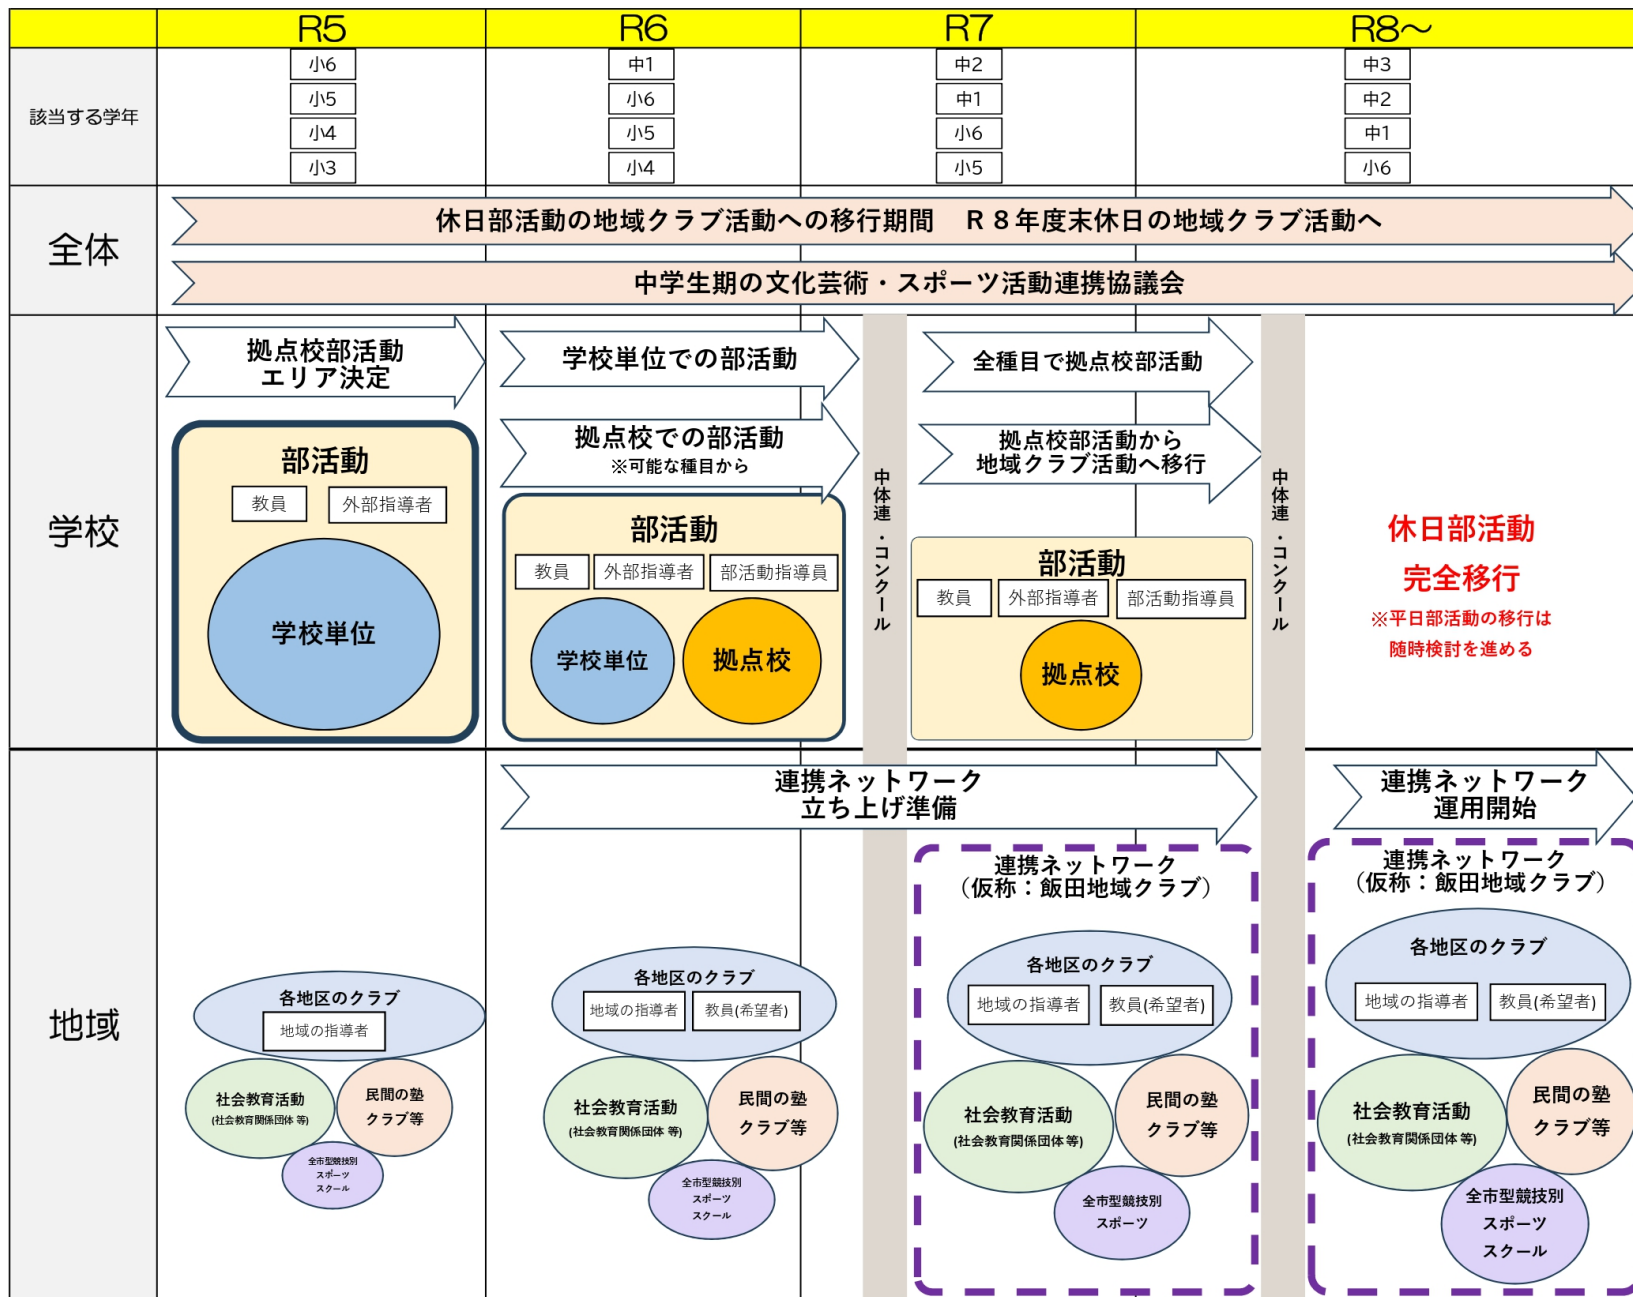 R5
R6
R7
R8～
該当する学年
小6
小5
小4
小3
中1
小6
小5
小4
中2
中1
小6
小5
中3
中2
中1
小6
全体
休日部活動の地域クラブ活動への移行期間　Ｒ８年度末休日の地域クラブ活動へ
中学生期の文化芸術・スポーツ活動連携協議会
学校
拠点校部活動
エリア決定
部活動
教員
外部指導者
学校単位
学校単位での部活動
拠点校での部活動
※可能な種目から
部活動
教員
外部指導者
部活動指導員
学校単位
拠点校
中体連・コンクール
全種目で拠点校部活動
拠点校部活動から
地域クラブ活動へ移行
部活動
教員
外部指導者
部活動指導員
拠点校
中体連・コンクール
休日部活動
完全移行
※平日部活動の移行は
随時検討を進める
地域
連携ネットワーク
立ち上げ準備
連携ネットワーク
運用開始
各地区のクラブ
地域の指導者
社会教育活動
(社会教育関係団体 等)
民間の塾
クラブ等
全市型競技別
スポーツ
スクール
各地区のクラブ
地域の指導者
教員(希望者)
社会教育活動
(社会教育関係団体 等)
民間の塾
クラブ等
全市型競技別
スポーツ
スクール
連携ネットワーク
（仮称：飯田地域クラブ）
各地区のクラブ
地域の指導者
教員(希望者)
社会教育活動
(社会教育関係団体 等)
民間の塾
クラブ等
全市型競技別
スポーツ
連携ネットワーク
（仮称：飯田地域クラブ）
各地区のクラブ
地域の指導者
教員(希望者)
社会教育活動
(社会教育関係団体 等)
民間の塾
クラブ等
全市型競技別
スポーツ
スクール